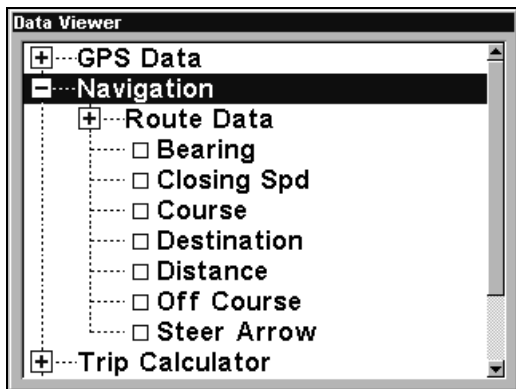 Data Viewer
GPS Data
Navigation
Route Data
Bearing
Closing Spd
Course
Destination
Distance
Off Course
Steer Arrow
Trip Calculator